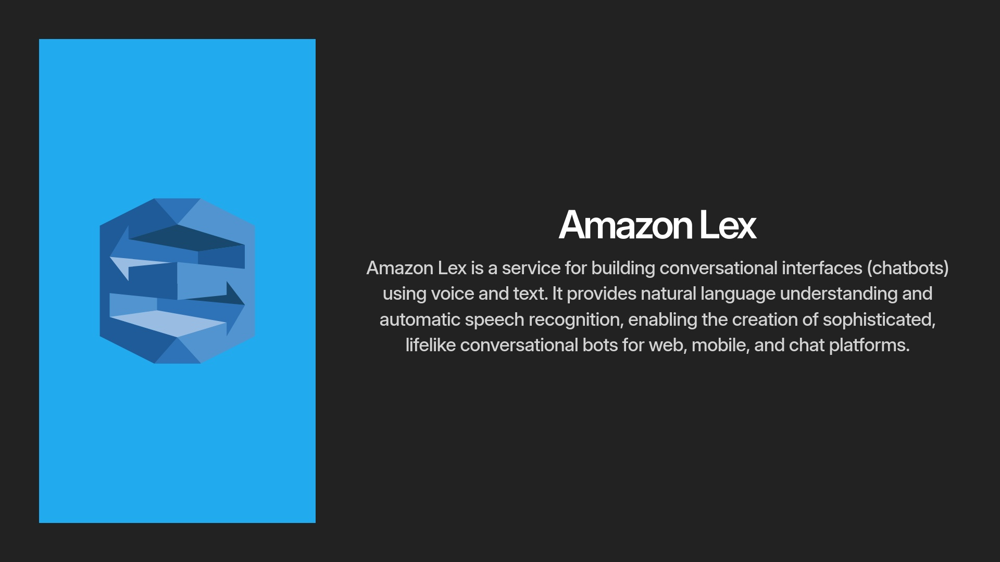 Amazon Lex
Amazon Lex is a service for building conversational interfaces (chatbots)
using voice and text. It provides natural language understanding and
automatic speech recognition, enabling the creation of sophisticated,
lifelike conversational bots for web, mobile, and chat platforms.